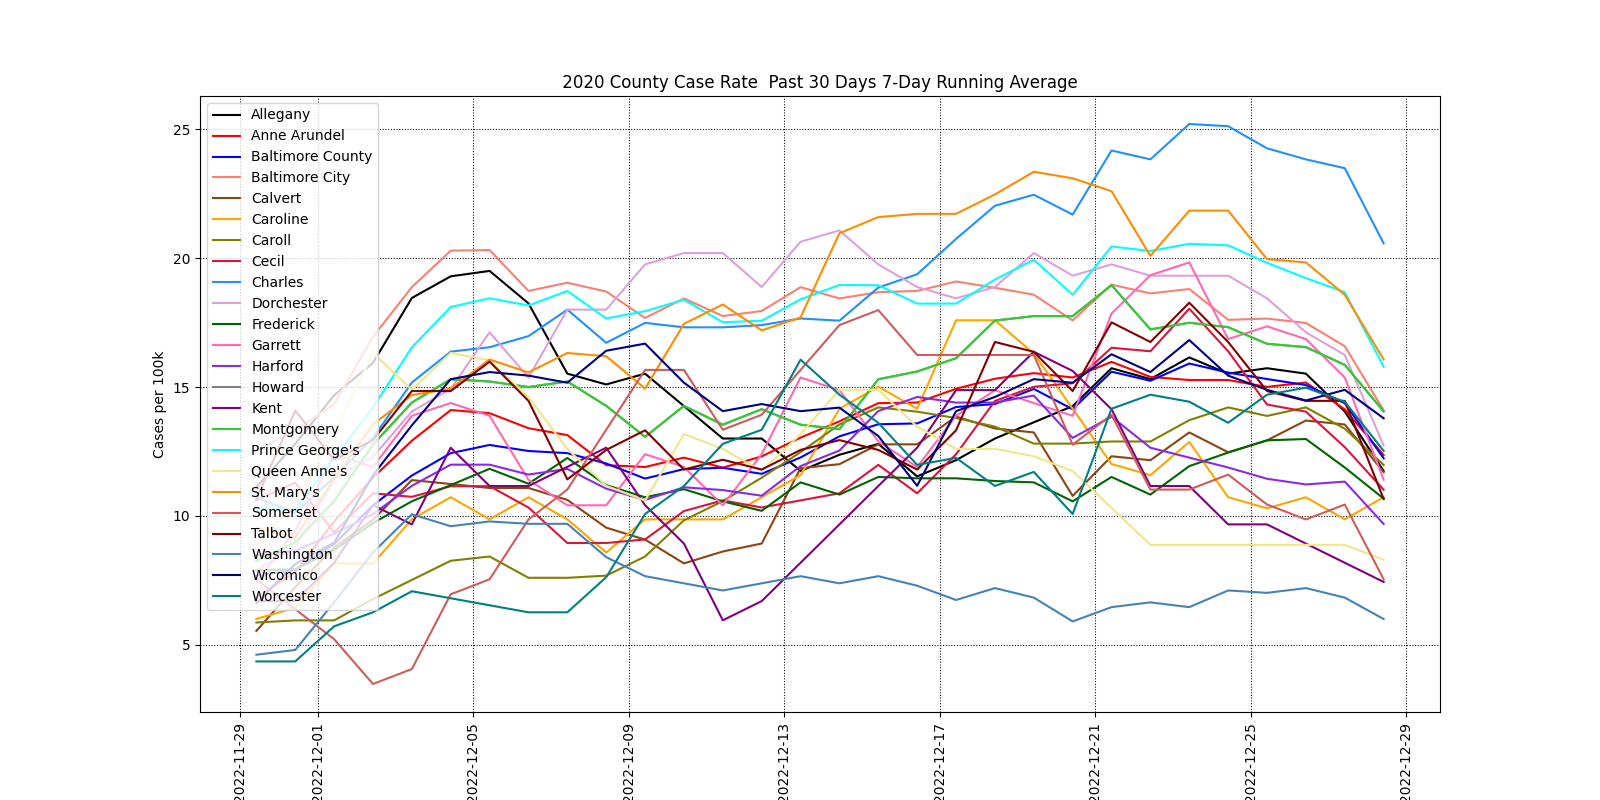 2020 County Case Rate  Past 30 Days 7-Day Running Average
Cases per 100k
25
20
15
10
5
Allegany
Anne Arundel
Baltimore County
Baltimore City
Calvert
Caroline
Caroll
Cecil
Charles
Dorchester
Frederick
Garrett
Harford
Howard
Kent
Montgomery
Prince George's
Queen Anne's
St. Mary's
Somerset
Talbot
Washington
Wicomico
Worcester
2022-11-29
2022-12-01
2022-12-05
2022-12-09
2022-12-13
2022-12-17
2022-12-21
2022-12-25
2022-12-29